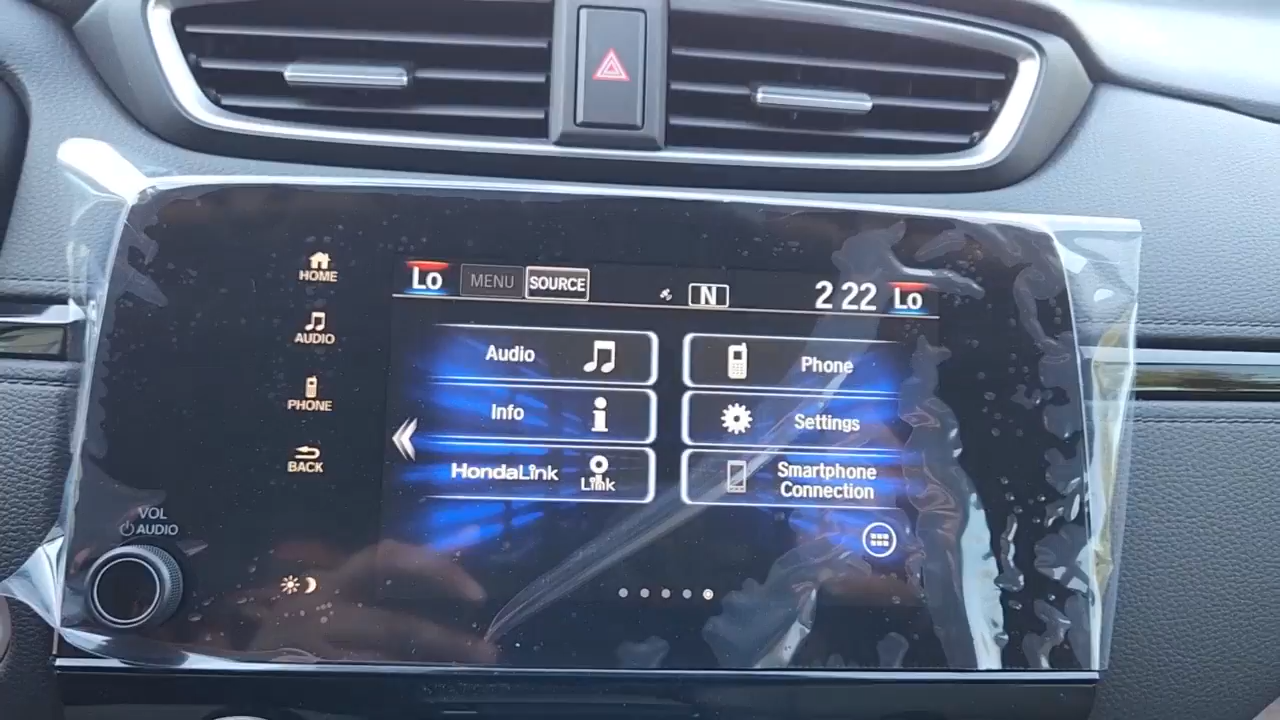 HOME
AUDIO
PHONE
BACK
VOL
AUDIO
Lo MENU SOURCE N 2 22 Lo
Audio
Phone
Info
Settings
HondaLink
Link
Smartphone
Connection